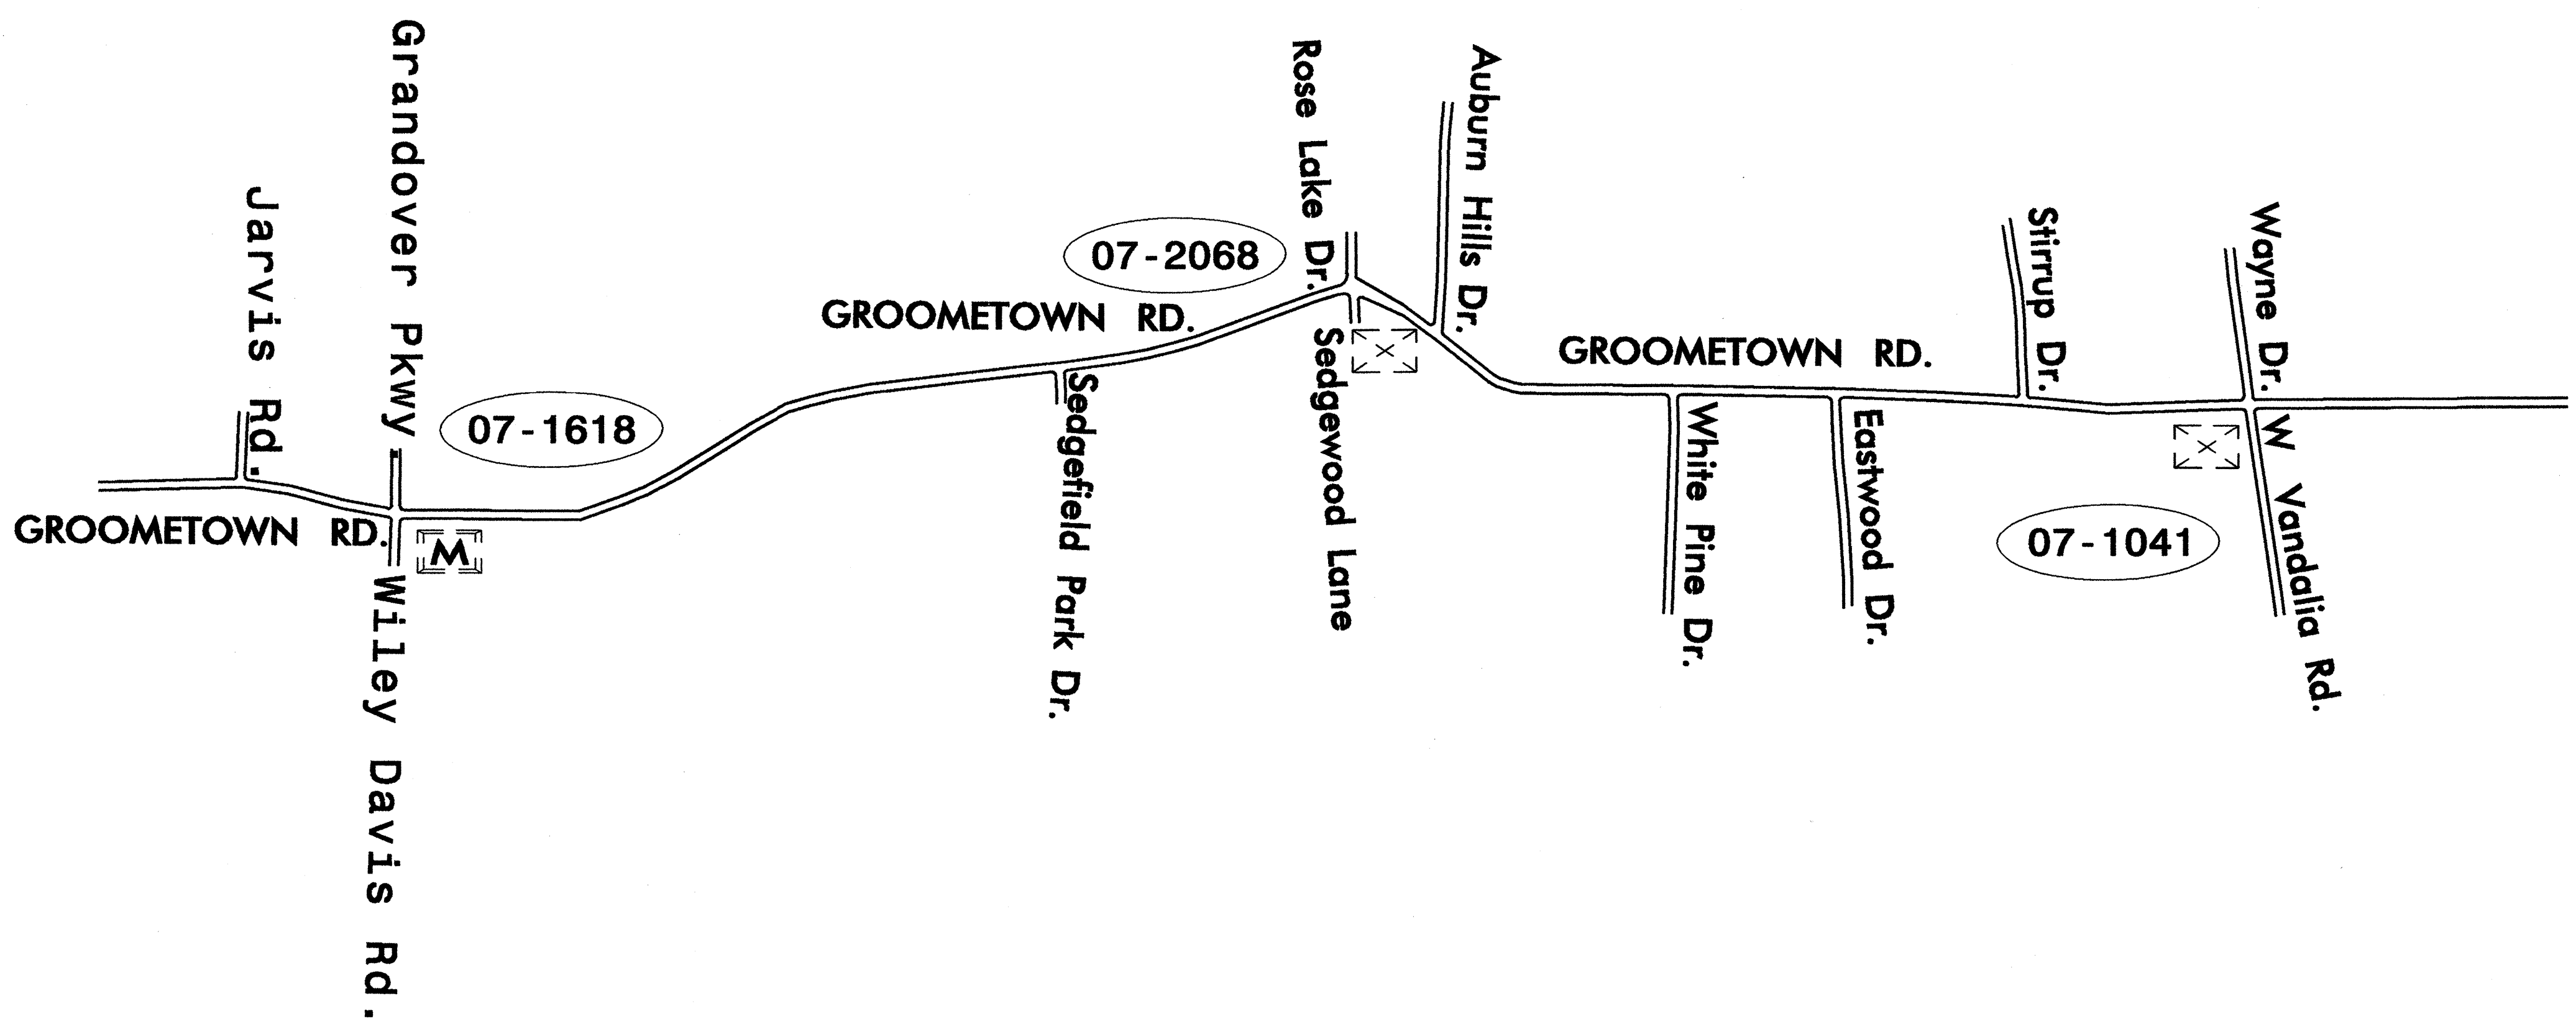 Jarvis Rd.
Grandover Pkwy.
GROOMETOWN RD.
Wiley Davis Rd.
M
07-1618
GROOMETOWN RD.
07-2068
Sedgefield Park Dr.
Rose Lake Dr.
Sedgewood Lane
X
Auburn Hills Dr.
GROOMETOWN RD.
White Pine Dr.
Eastwood Dr.
Stirrup Dr.
07-1041
X
Wayne Dr.
W Vandalia Rd.